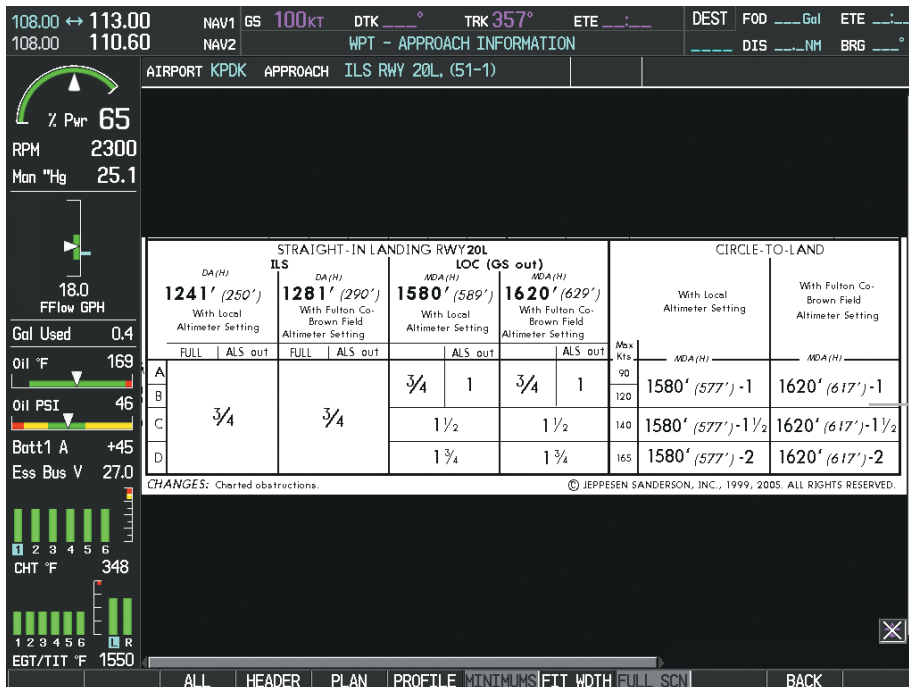 108.00 ↔ 113.00 NAV1 GS 100KT DTK ___° TRK 357° ETE __:__ DEST FOD ___Gal ETE __:__
108.00 110.60 NAV2 WPT - APPROACH INFORMATION ____ DIS __._NM BRG ___°
AIRPORT KPDK APPROACH ILS RWY 20L, (51-1)
% Pwr 65
RPM 2300
Man "Hg 25.1
18.0
FFlow GPH
Gal Used 0.4
Oil °F 169
Oil PSI 46
Batt1 A +45
Ess Bus V 27.0
1 2 3 4 5 6
CHT °F 348
1 2 3 4 5 6 L R
EGT/TIT °F 1550
STRAIGHT-IN LANDING RWY 20L CIRCLE-TO-LAND
ILS LOC (GS out)
DA(H) DA(H) MDA(H) MDA(H)
1241' (250') 1281' (290') 1580' (589') 1620' (629')
With Local With Fulton Co- With Local With Fulton Co- With Local With Fulton Co-
Altimeter Setting Brown Field Altimeter Setting Brown Field Altimeter Setting Brown Field
Altimeter Setting Altimeter Setting Altimeter Setting
FULL ALS out FULL ALS out ALS out ALS out Max Kts. MDA(H) MDA(H)
A 3/4 3/4 3/4 1 3/4 1 90 1580' (577') -1 1620' (617') -1
B 120
C 1 1/2 1 1/2 140 1580' (577') -1 1/2 1620' (617') -1 1/2
D 1 3/4 1 3/4 165 1580' (577') -2 1620' (617') -2
CHANGES: Charted obstructions. © JEPPESEN SANDERSON, INC., 1999, 2005. ALL RIGHTS RESERVED.
ALL HEADER PLAN PROFILE MINIMUMS FIT WDTH FULL SCN BACK